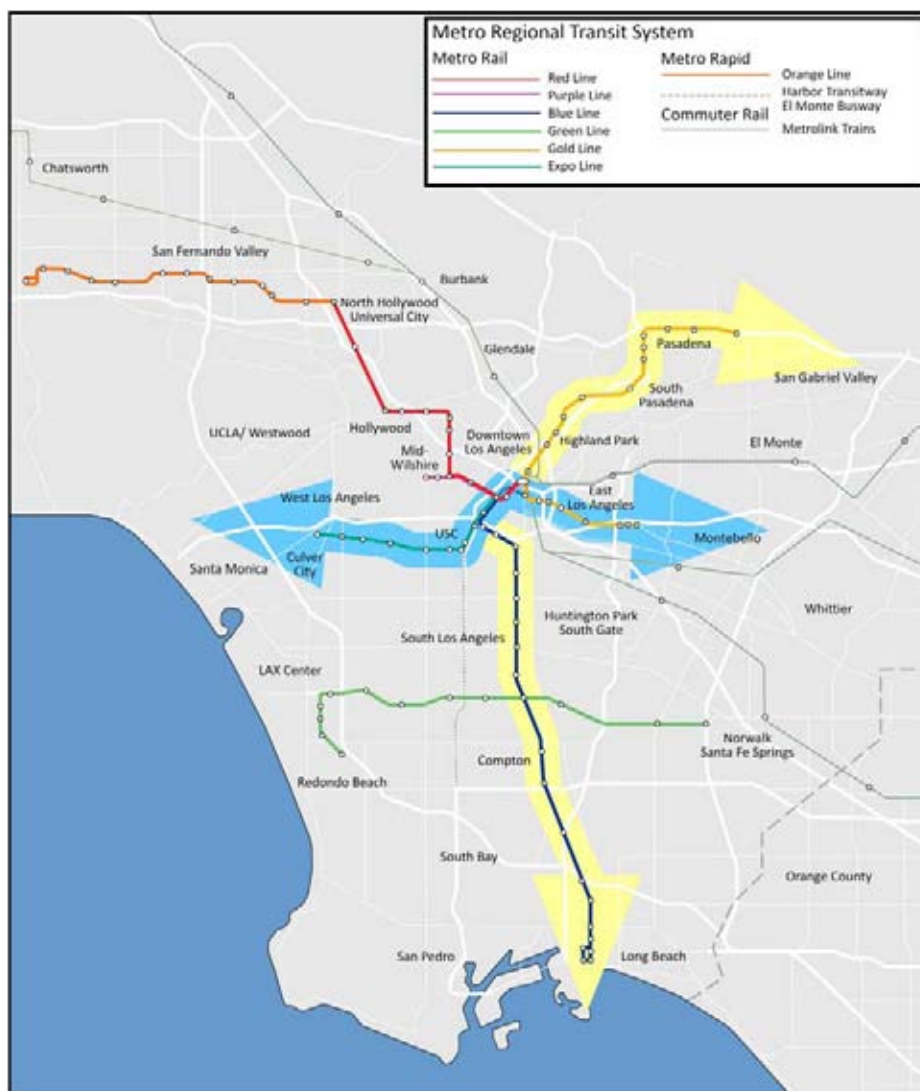 Metro Regional Transit System
Metro Rail
Red Line
Purple Line
Blue Line
Green Line
Gold Line
Expo Line
Metro Rapid
Orange Line
Harbor Transitway
El Monte Busway
Commuter Rail
Metrolink Trains
Chatsworth
San Fernando Valley
Burbank
North Hollywood
Universal City
Glendale
Pasadena
San Gabriel Valley
South
Pasadena
UCLA/ Westwood
Hollywood
Downtown
Los Angeles
Highland Park
El Monte
Mid-
Wilshire
West Los Angeles
East
Los Angeles
USC
Montebello
Santa Monica
Culver
City
Whittier
Huntington Park
South Gate
South Los Angeles
LAX Center
Norwalk
Santa Fe Springs
Compton
Redondo Beach
South Bay
Orange County
San Pedro
Long Beach